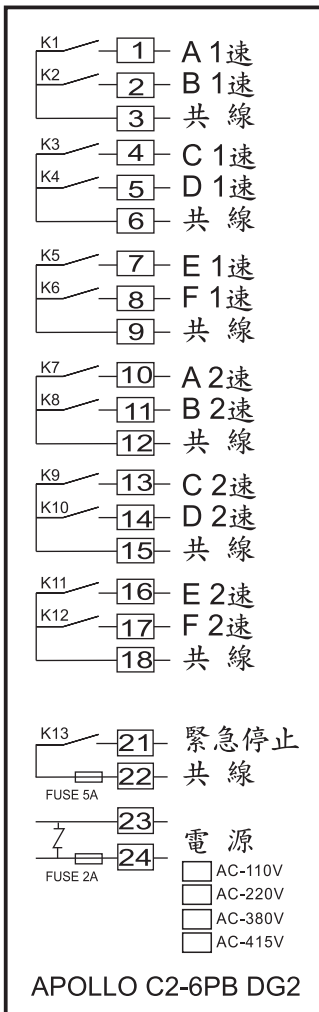 K1 1 A 1速
K2 2 B 1速
3 共 線
K3 4 C 1速
K4 5 D 1速
6 共 線
K5 7 E 1速
K6 8 F 1速
9 共 線
K7 10 A 2速
K8 11 B 2速
12 共 線
K9 13 C 2速
K10 14 D 2速
15 共 線
K11 16 E 2速
K12 17 F 2速
18 共 線
K13 21 緊急停止
22 共 線
FUSE 5A
23
電 源
24
FUSE 2A
AC-110V
AC-220V
AC-380V
AC-415V
APOLLO C2-6PB DG2